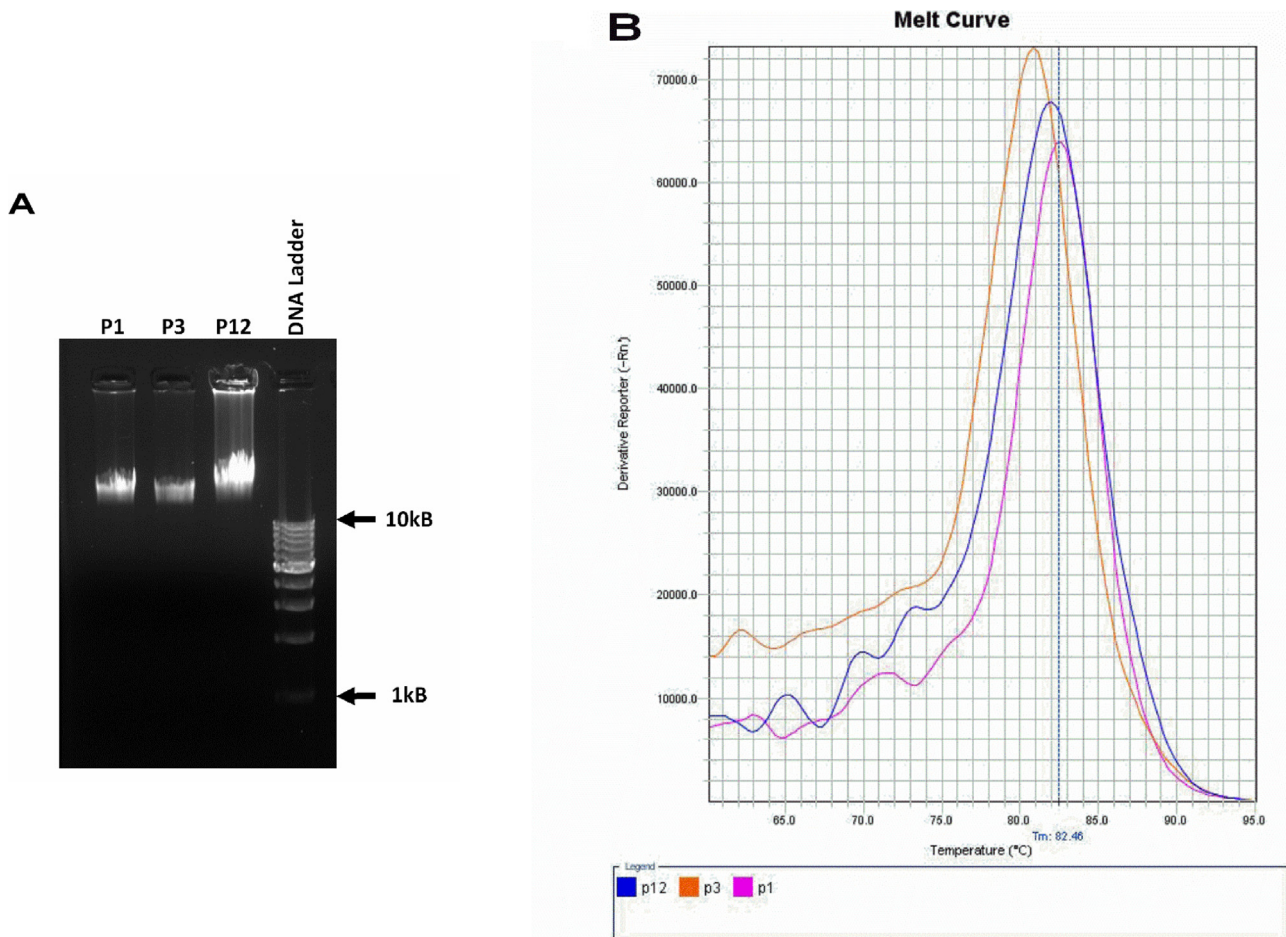 A
P1 P3 P12 DNA Ladder
10kB
1kB
B
Melt Curve
Derivative Reporter (-Rn')
70000.0
60000.0
50000.0
40000.0
30000.0
20000.0
10000.0
65.0 70.0 75.0 80.0 85.0 90.0 95.0
Tm: 82.46
Temperature (°C)
Legend
p12 p3 p1